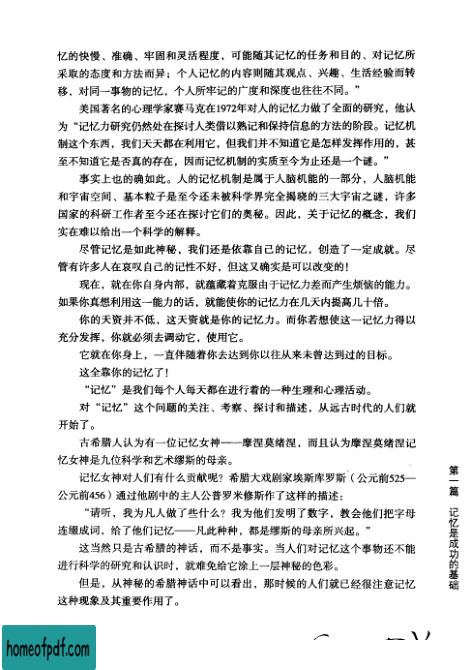 忆的快慢、准确、牢固和灵活程度，可能随其记忆的任务和目的、对记忆所
采取的态度和方法而异；个人记忆的内容则随其观点、兴趣、生活经验而转
移，对同一事物的记忆，个人所牢记的广度和深度也往往不同。”
美国著名的心理学家赛马克在1972年对人的记忆力做了全面的研究，他认
为“记忆力研究仍然处在探讨人类借以熟记和保持信息的方法的阶段。记忆机
制这个东西，我们天天都在利用它，但我们并不知道它是怎样发挥作用的，甚
至不知道它是否真的存在，因而记忆机制的实质至今为止还是一个谜。”
事实上也的确如此。人的记忆机制是属于人脑机能的一部分，人脑机能
和宇宙空间、基本粒子是至今还未被科学界完全揭晓的三大宇宙之谜，许多
国家的科研工作者至今还在探讨它们的奥秘。因此，关于记忆的概念，我们
实在难以给出一个科学的解释。
尽管记忆是如此神秘，我们还是依靠自己的记忆，创造了一定成就。尽
管有许多人在哀叹自己的记性不好，但这又确实是可以改变的！
现在，就在你自身内部，就蕴藏着克服由于记忆力差而产生烦恼的能力。
如果你真想利用这一能力的话，就能使你的记忆力在几天内提高几十倍。
你的天资并不低，这天资就是你的记忆力。而你若想使这一记忆力得以
充分发挥，你就必须去调动它，使用它。
它就在你身上，一直伴随着你去达到你以往从来未曾达到过的目标。
这全靠你的记忆了！
“记忆”是我们每个人每天都在进行着的一种生理和心理活动。
对“记忆”这个问题的关注、考察、探讨和描述，从远古时代的人们就
开始了。
古希腊人认为有一位记忆女神——摩涅莫绪涅，而且认为摩涅莫绪涅记
忆女神是九位科学和艺术缪斯的母亲。
记忆女神对人们有什么贡献呢？希腊大戏剧家埃斯库罗斯（公元前525—
公元前456）通过他剧中的主人公普罗米修斯作了这样的描述：
“请听，我为凡人做了些什么？我为他们发明了数字，教会他们把字母
连缀成词，给了他们记忆——凡此种种，都是缪斯的母亲所兴起。”
这当然只是古希腊的神话，而不是事实。当人们对记忆这个事物还不能
进行科学的研究和认识时，就难免给它涂上一层神秘的色彩。
但是，从神秘的希腊神话中可以看出，那时候的人们就已经很注意记忆
这种现象及其重要作用了。
第一篇 记忆是成功的基础
homeofpdf.com